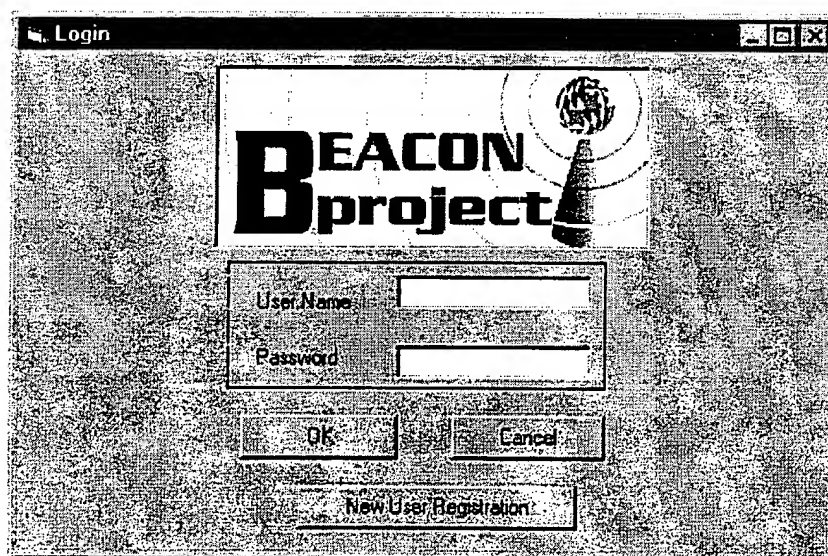 Login
BEACON
project
User Name
Password
OK
Cancel
New User Registration